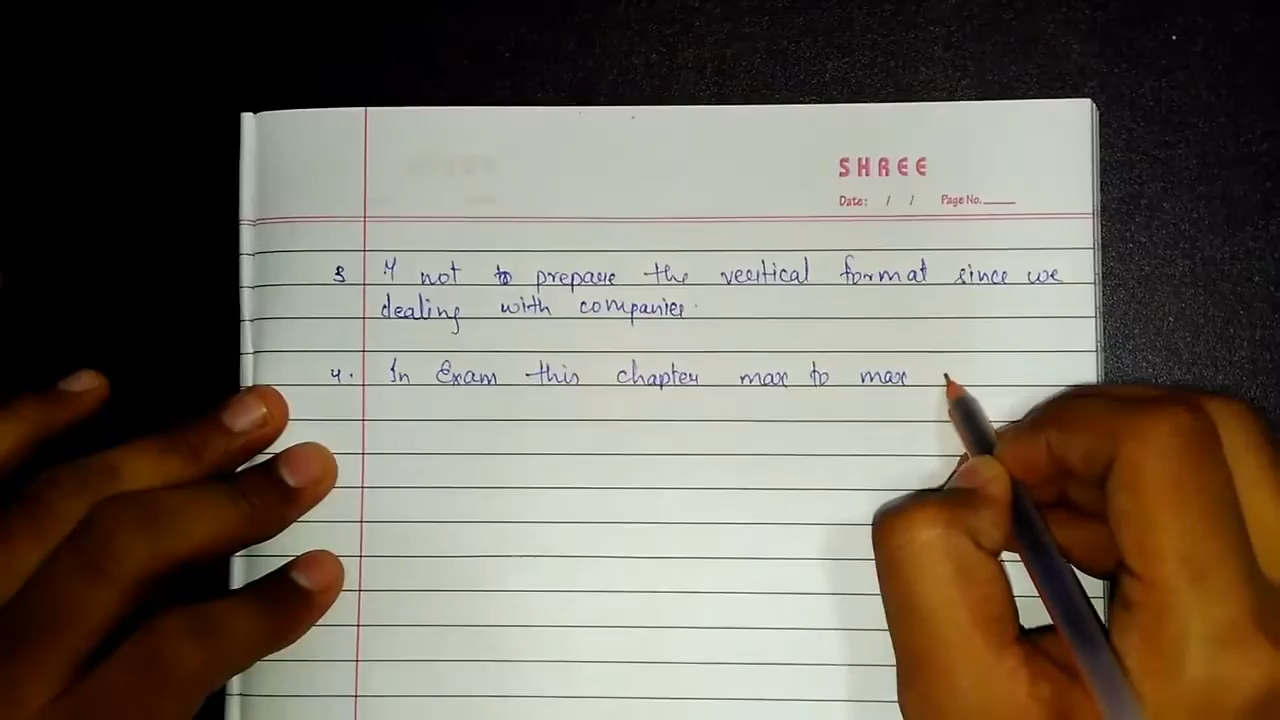 SHREE
Date: / / Page No.
3 If not to prepare the vertical format since we
dealing with companies.
4. In Exam this chapter max to max